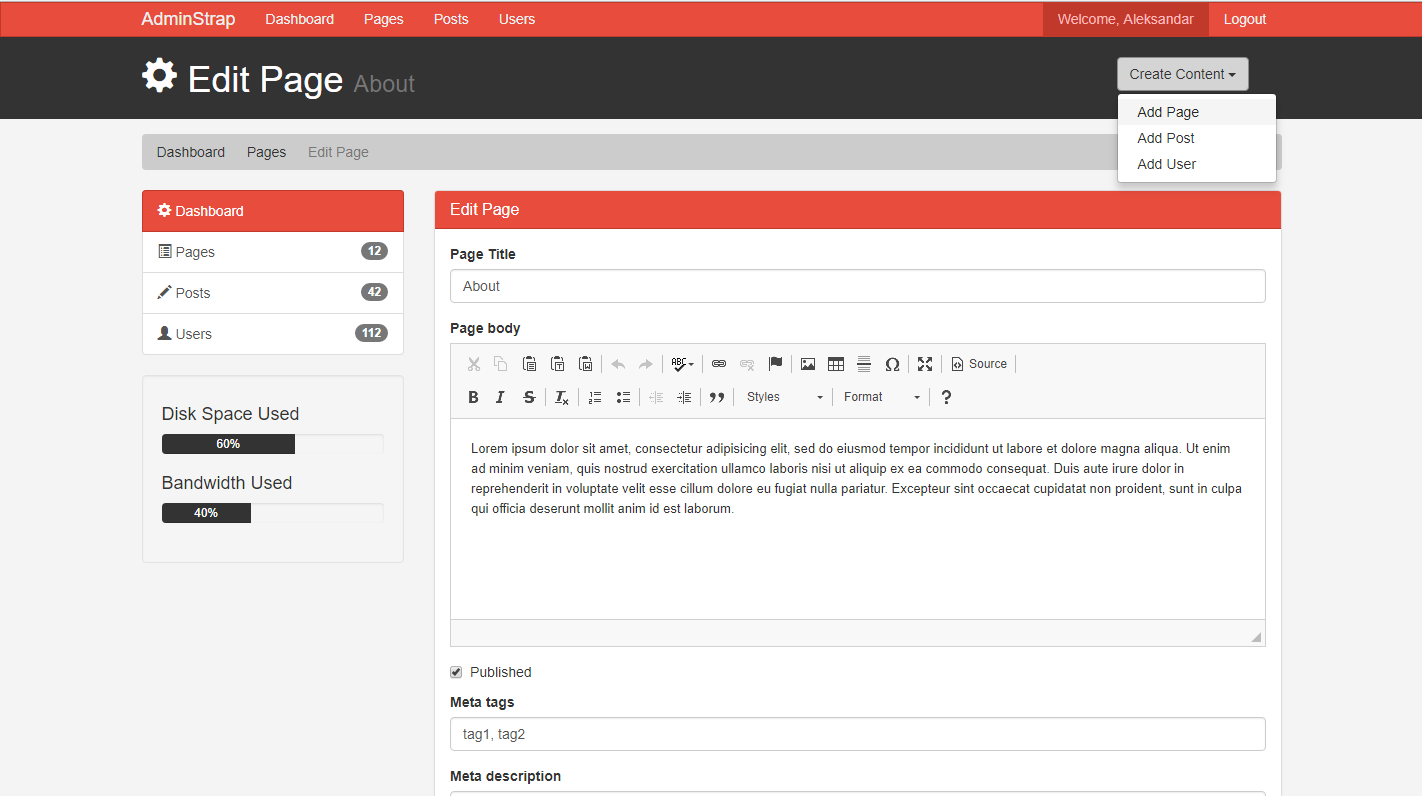 AdminStrap Dashboard Pages Posts Users Welcome, Aleksandar Logout
Edit Page About
Create Content
Add Page
Add Post
Add User
Dashboard Pages Edit Page
Dashboard
Pages 12
Posts 42
Users 112
Disk Space Used
60%
Bandwidth Used
40%
Edit Page
Page Title
About
Page body
ABC
Source
B I S Tx Styles Format ?
Lorem ipsum dolor sit amet, consectetur adipisicing elit, sed do eiusmod tempor incididunt ut labore et dolore magna aliqua. Ut enim
ad minim veniam, quis nostrud exercitation ullamco laboris nisi ut aliquip ex ea commodo consequat. Duis aute irure dolor in
reprehenderit in voluptate velit esse cillum dolore eu fugiat nulla pariatur. Excepteur sint occaecat cupidatat non proident, sunt in culpa
qui officia deserunt mollit anim id est laborum.
Published
Meta tags
tag1, tag2
Meta description